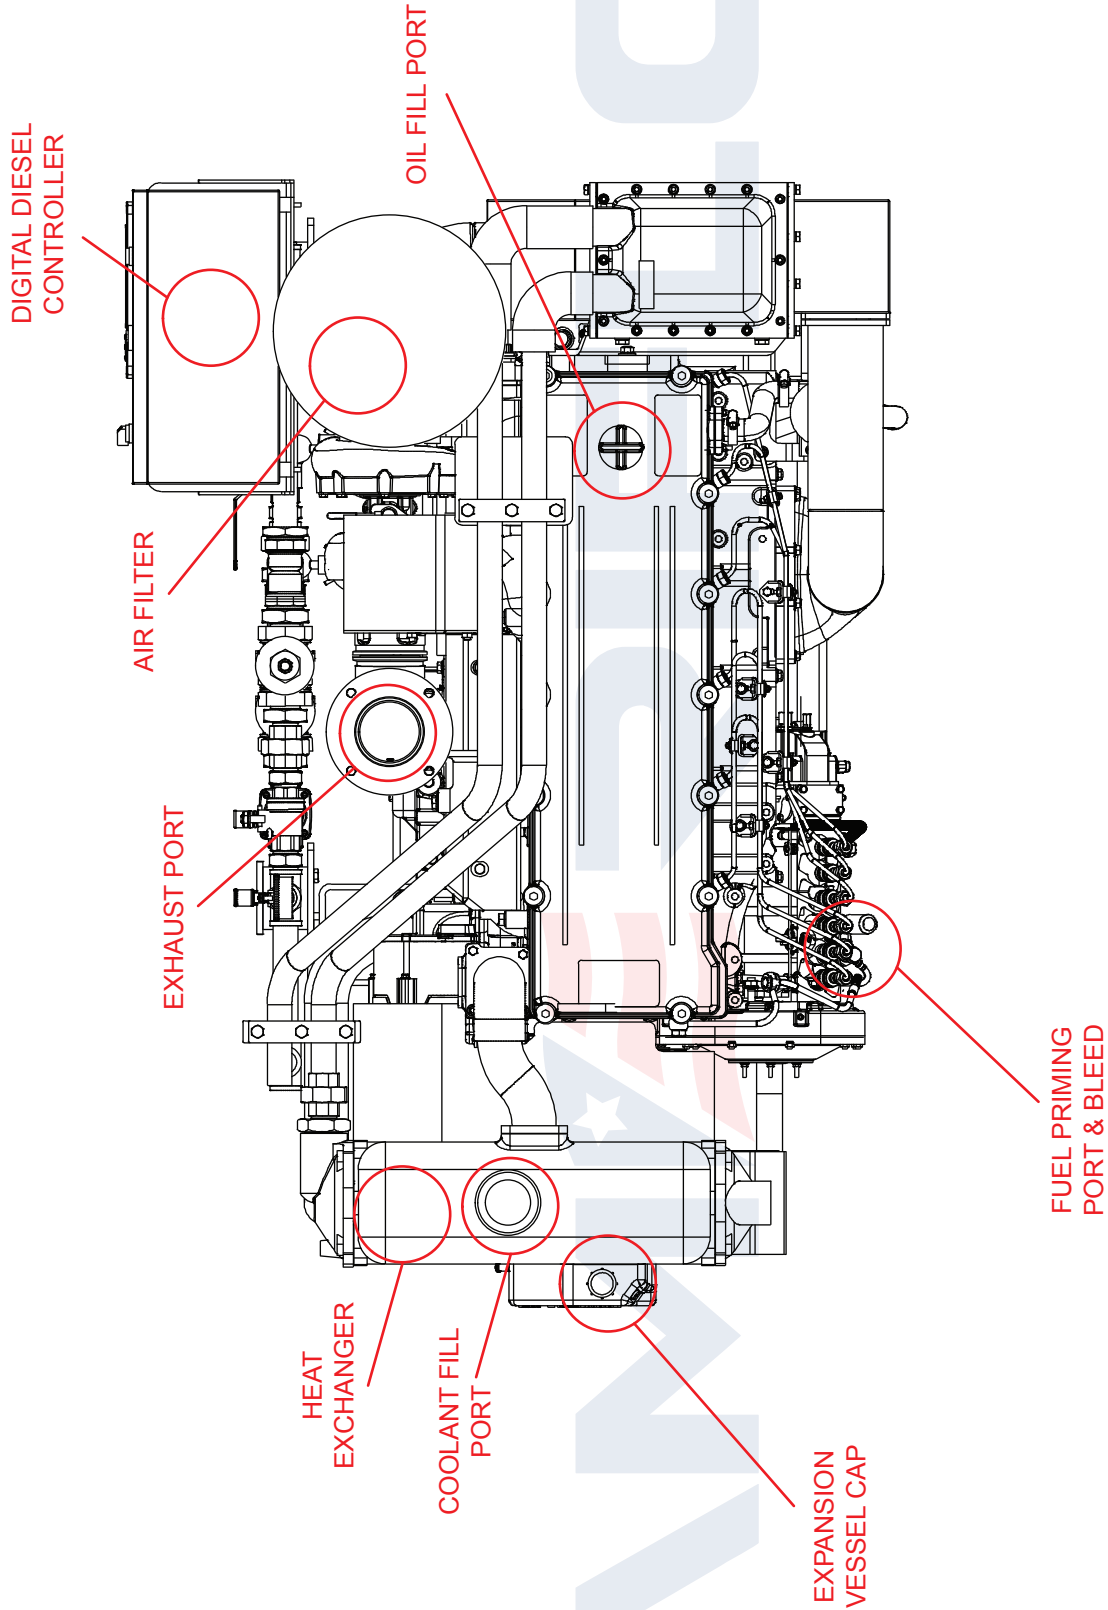 DIGITAL DIESEL
CONTROLLER
AIR FILTER
EXHAUST PORT
HEAT
EXCHANGER
OIL FILL PORT
COOLANT FILL
PORT
EXPANSION
VESSEL CAP
FUEL PRIMING
PORT & BLEED